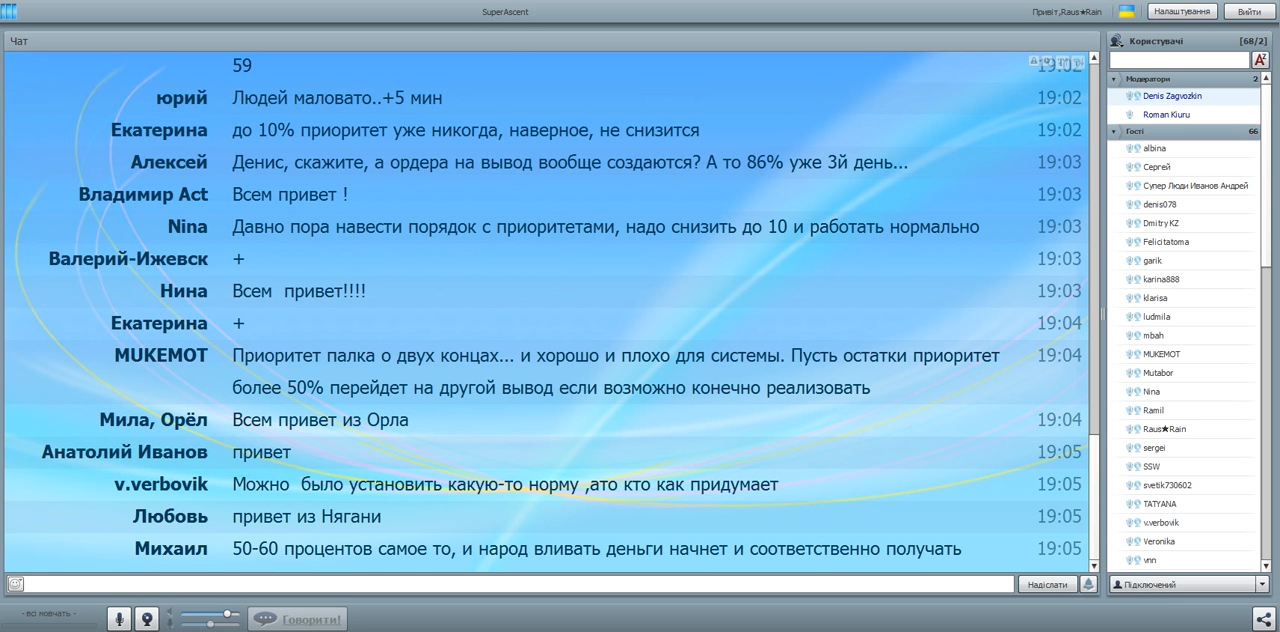 SuperAscent
Привіт,Raus★Rain
Налаштування
Вийти
Чат
59 19:02
юрий Людей маловато..+5 мин 19:02
Екатерина до 10% приоритет уже никогда, наверное, не снизится 19:02
Алексей Денис, скажите, а ордера на вывод вообще создаются? А то 86% уже 3й день... 19:03
Владимир Act Всем привет ! 19:03
Nina Давно пора навести порядок с приоритетами, надо снизить до 10 и работать нормально 19:03
Валерий-Ижевск + 19:03
Нина Всем привет!!!! 19:03
Екатерина + 19:04
MUKEMOT Приоритет палка о двух концах... и хорошо и плохо для системы. Пусть остатки приоритет 19:04
более 50% перейдет на другой вывод если возможно конечно реализовать
Мила, Орёл Всем привет из Орла 19:04
Анатолий Иванов привет 19:05
v.verbovik Можно было установить какую-то норму ,ато кто как придумает 19:05
Любовь привет из Нягани 19:05
Михаил 50-60 процентов самое то, и народ вливать деньги начнет и соответственно получать 19:05
Надіслати
- всі мовчать -
Говорити!
Користувачі [68/2]
Модератори 2
Denis Zagvozkin
Roman Kiuru
Гості 66
albina
Сергей
Супер Люди Иванов Андрей
denis078
Dmitry KZ
Felicitatoma
garik
karina888
klarisa
ludmila
mbah
MUKEMOT
Mutabor
Nina
Ramil
Raus★Rain
sergei
SSW
svetik730602
TATYANA
v.verbovik
Veronika
vnn
Підключений